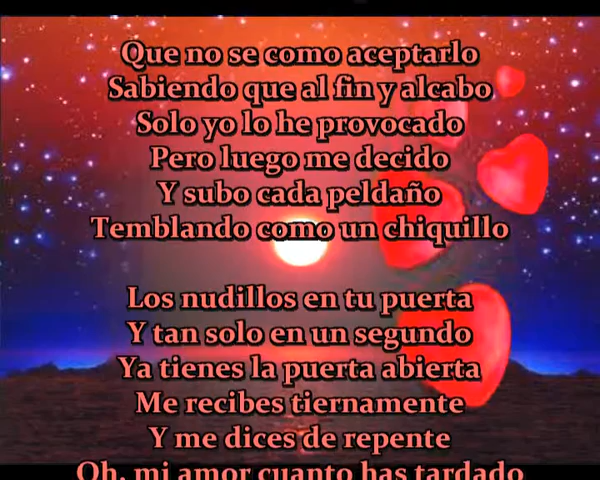 Que no se como aceptarlo
Sabiendo que al fin y alcabo
Solo yo lo he provocado
Pero luego me decido
Y subo cada peldaño
Temblando como un chiquillo
Los nudillos en tu puerta
Y tan solo en un segundo
Ya tienes la puerta abierta
Me recibes tiernamente
Y me dices de repente
Oh, mi amor cuanto has tardado